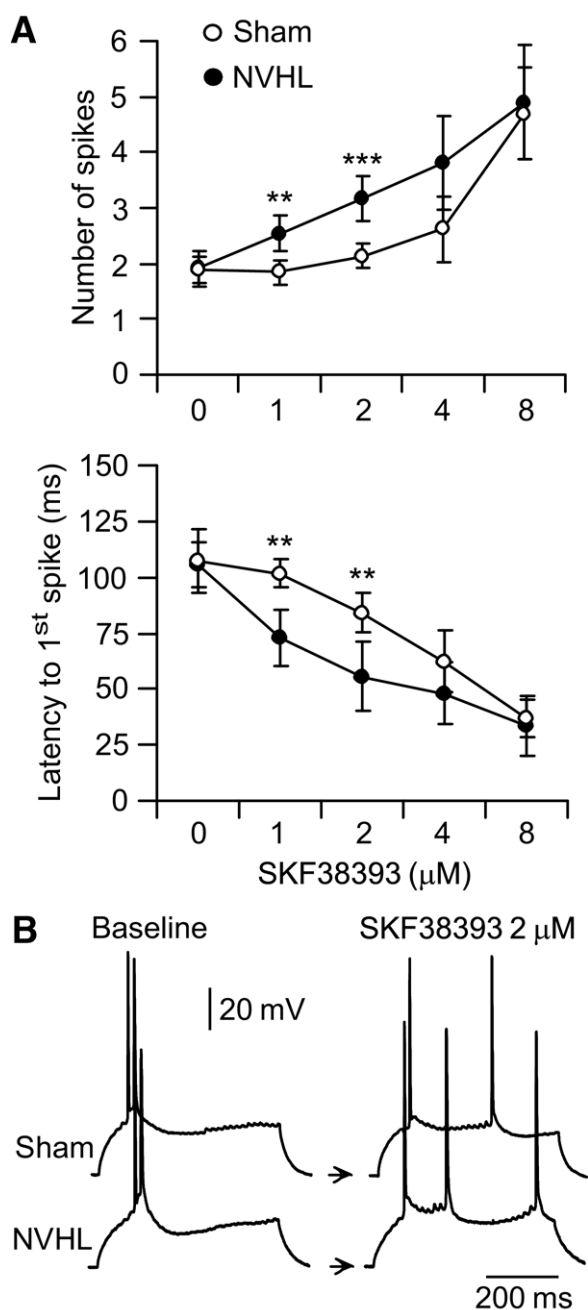 A
Sham
NVHL
Number of spikes
6
5
4
3
2
1
0
**
***
0 1 2 4 8
Latency to 1st spike (ms)
150
125
100
75
50
25
0
**
**
0 1 2 4 8
SKF38393 (μM)
B
Baseline
SKF38393 2 μM
20 mV
Sham
NVHL
200 ms